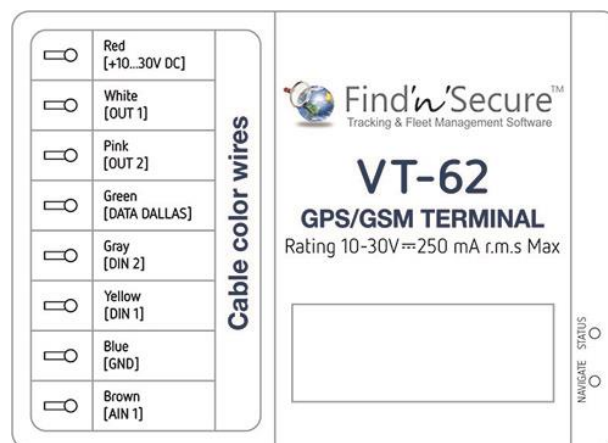 Red
[+10...30V DC]
White
[OUT 1]
Pink
[OUT 2]
Green
[DATA DALLAS]
Gray
[DIN 2]
Yellow
[DIN 1]
Blue
[GND]
Brown
[AIN 1]
Cable color wires
Find'n'Secure™
Tracking & Fleet Management Software
VT-62
GPS/GSM TERMINAL
Rating 10-30V⎓250 mA r.m.s Max
NAVIGATE STATUS